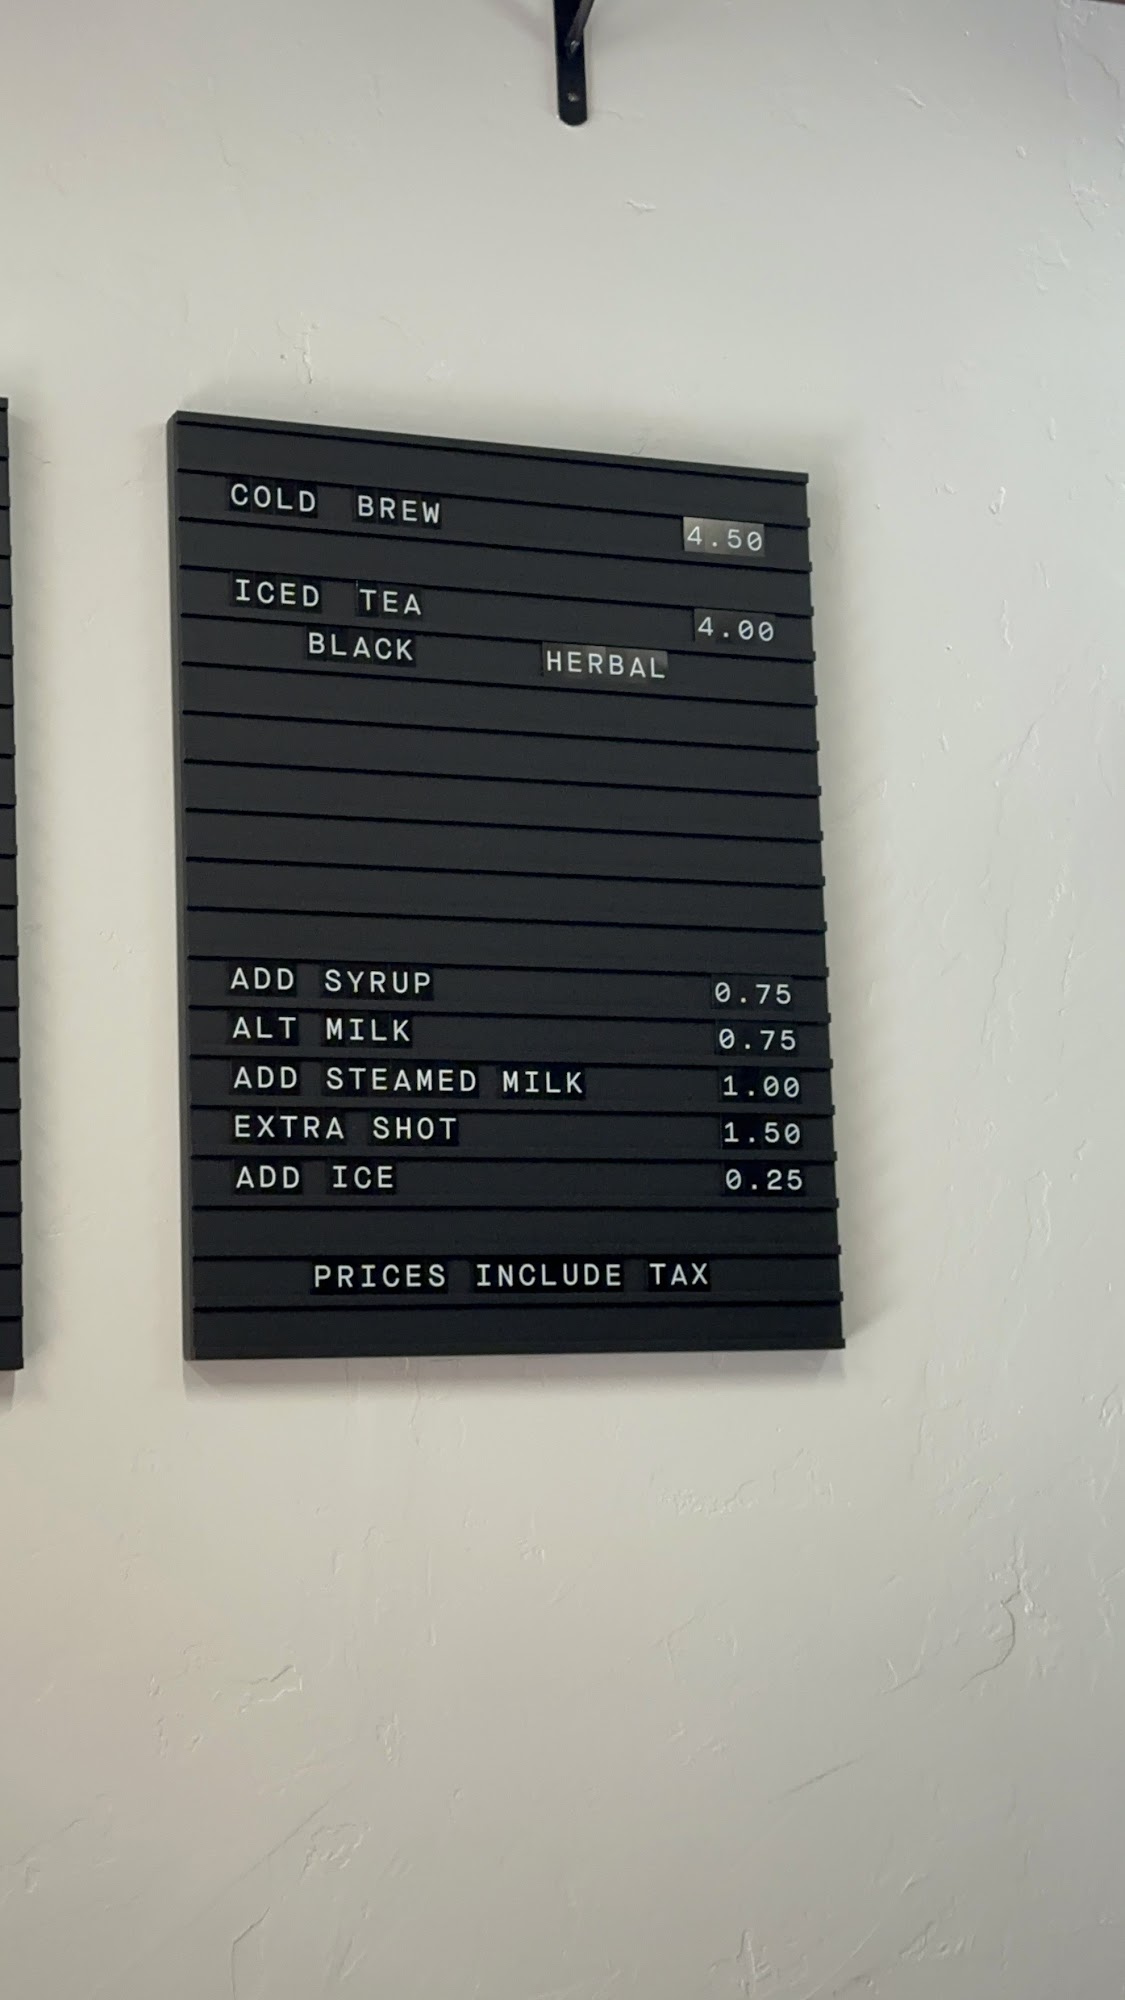 COLD BREW 4.50
ICED TEA 4.00
BLACK HERBAL
ADD SYRUP 0.75
ALT MILK 0.75
ADD STEAMED MILK 1.00
EXTRA SHOT 1.50
ADD ICE 0.25
PRICES INCLUDE TAX